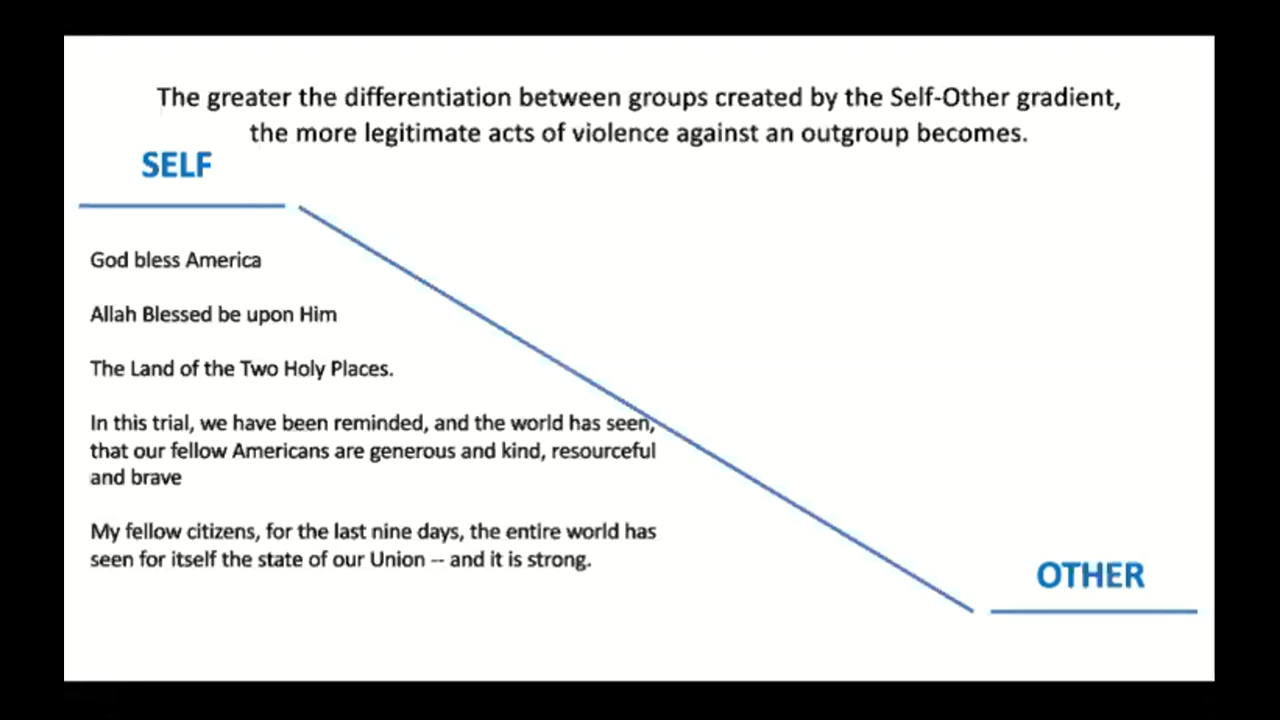 The greater the differentiation between groups created by the Self-Other gradient,
the more legitimate acts of violence against an outgroup becomes.
SELF
God bless America
Allah Blessed be upon Him
The Land of the Two Holy Places.
In this trial, we have been reminded, and the world has seen,
that our fellow Americans are generous and kind, resourceful
and brave
My fellow citizens, for the last nine days, the entire world has
seen for itself the state of our Union -- and it is strong.
OTHER